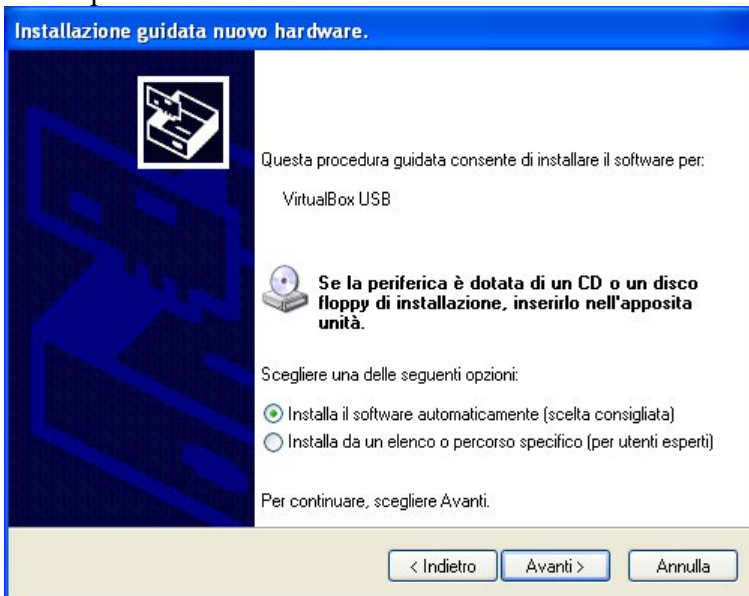 Installazione guidata nuovo hardware.
Questa procedura guidata consente di installare il software per:
VirtualBox USB
Se la periferica è dotata di un CD o un disco
floppy di installazione, inserirlo nell'apposita
unità.
Scegliere una delle seguenti opzioni:
Installa il software automaticamente (scelta consigliata)
Installa da un elenco o percorso specifico (per utenti esperti)
Per continuare, scegliere Avanti.
< Indietro
Avanti >
Annulla